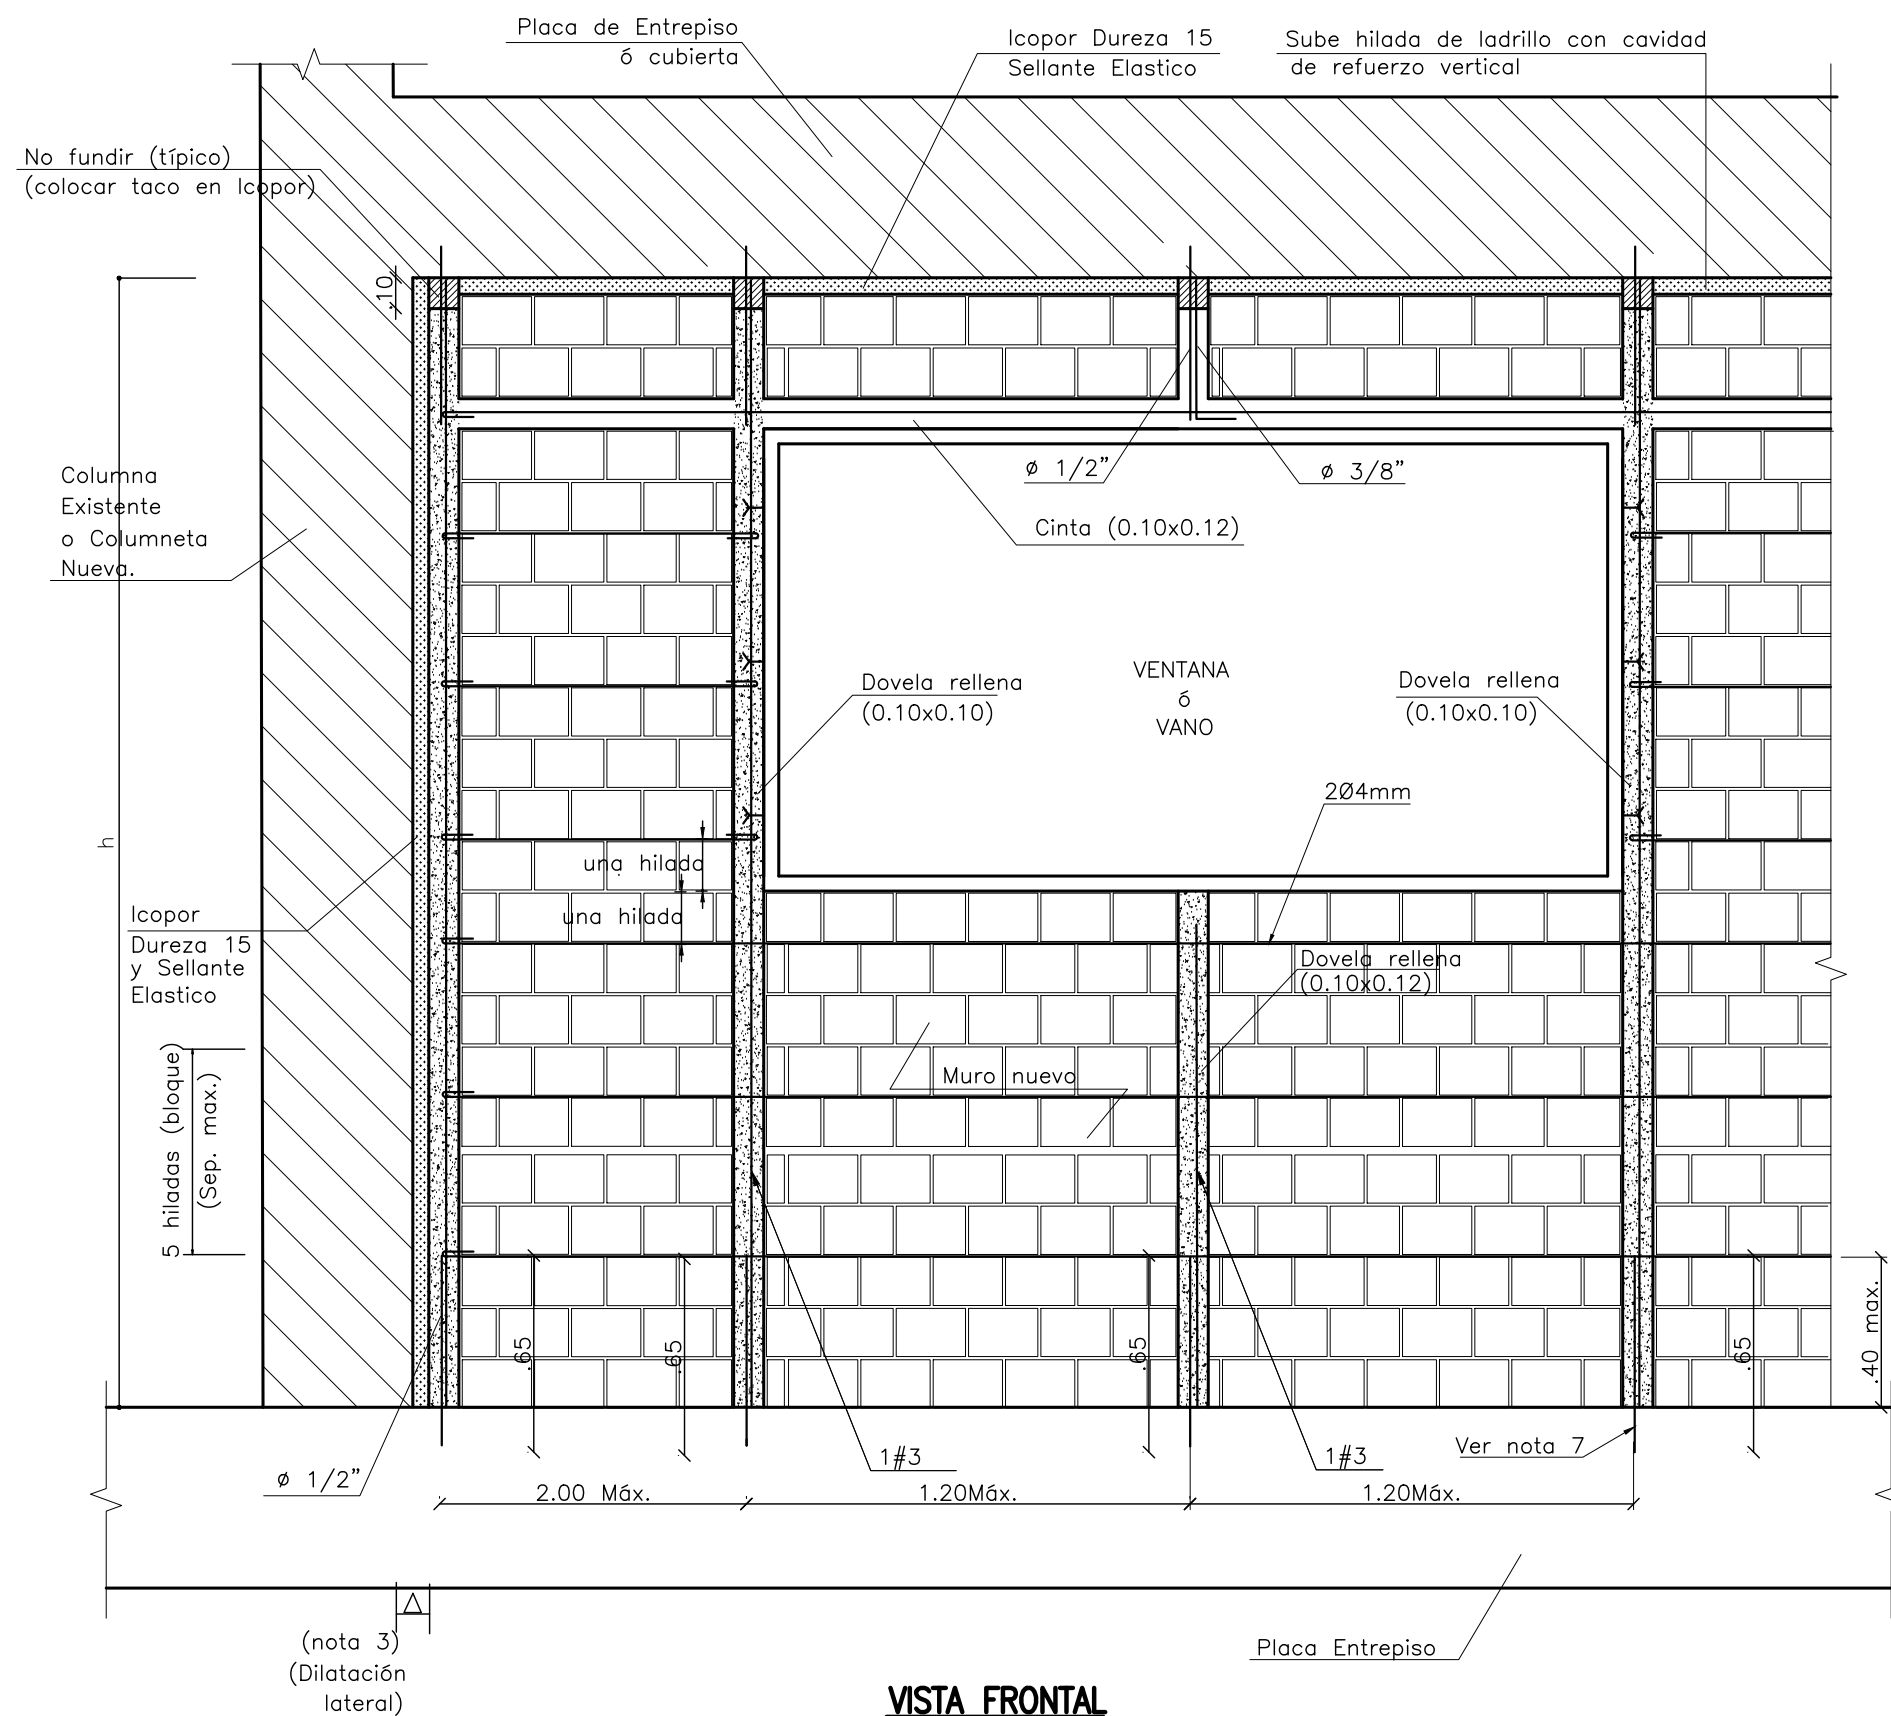 Placa de Entrepiso
ó cubierta
Icopor Dureza 15
Sellante Elastico
Sube hilada de ladrillo con cavidad
de refuerzo vertical
No fundir (típico)
(colocar taco en Icopor)
.10
Columna
Existente
o Columneta
Nueva.
ø 1/2"
ø 3/8"
Cinta (0.10x0.12)
Dovela rellena
(0.10x0.10)
VENTANA
ó
VANO
Dovela rellena
(0.10x0.10)
2Ø4mm
h
una hilada
una hilada
Icopor
Dureza 15
y Sellante
Elastico
Dovela rellena
(0.10x0.12)
5 hiladas (bloque)
(Sep. max.)
Muro nuevo
.65
.65
.65
.65
.40 max.
ø 1/2"
1#3
1#3
Ver nota 7
2.00 Máx.
1.20Máx.
1.20Máx.
Δ
(nota 3)
(Dilatación
lateral)
Placa Entrepiso
VISTA FRONTAL